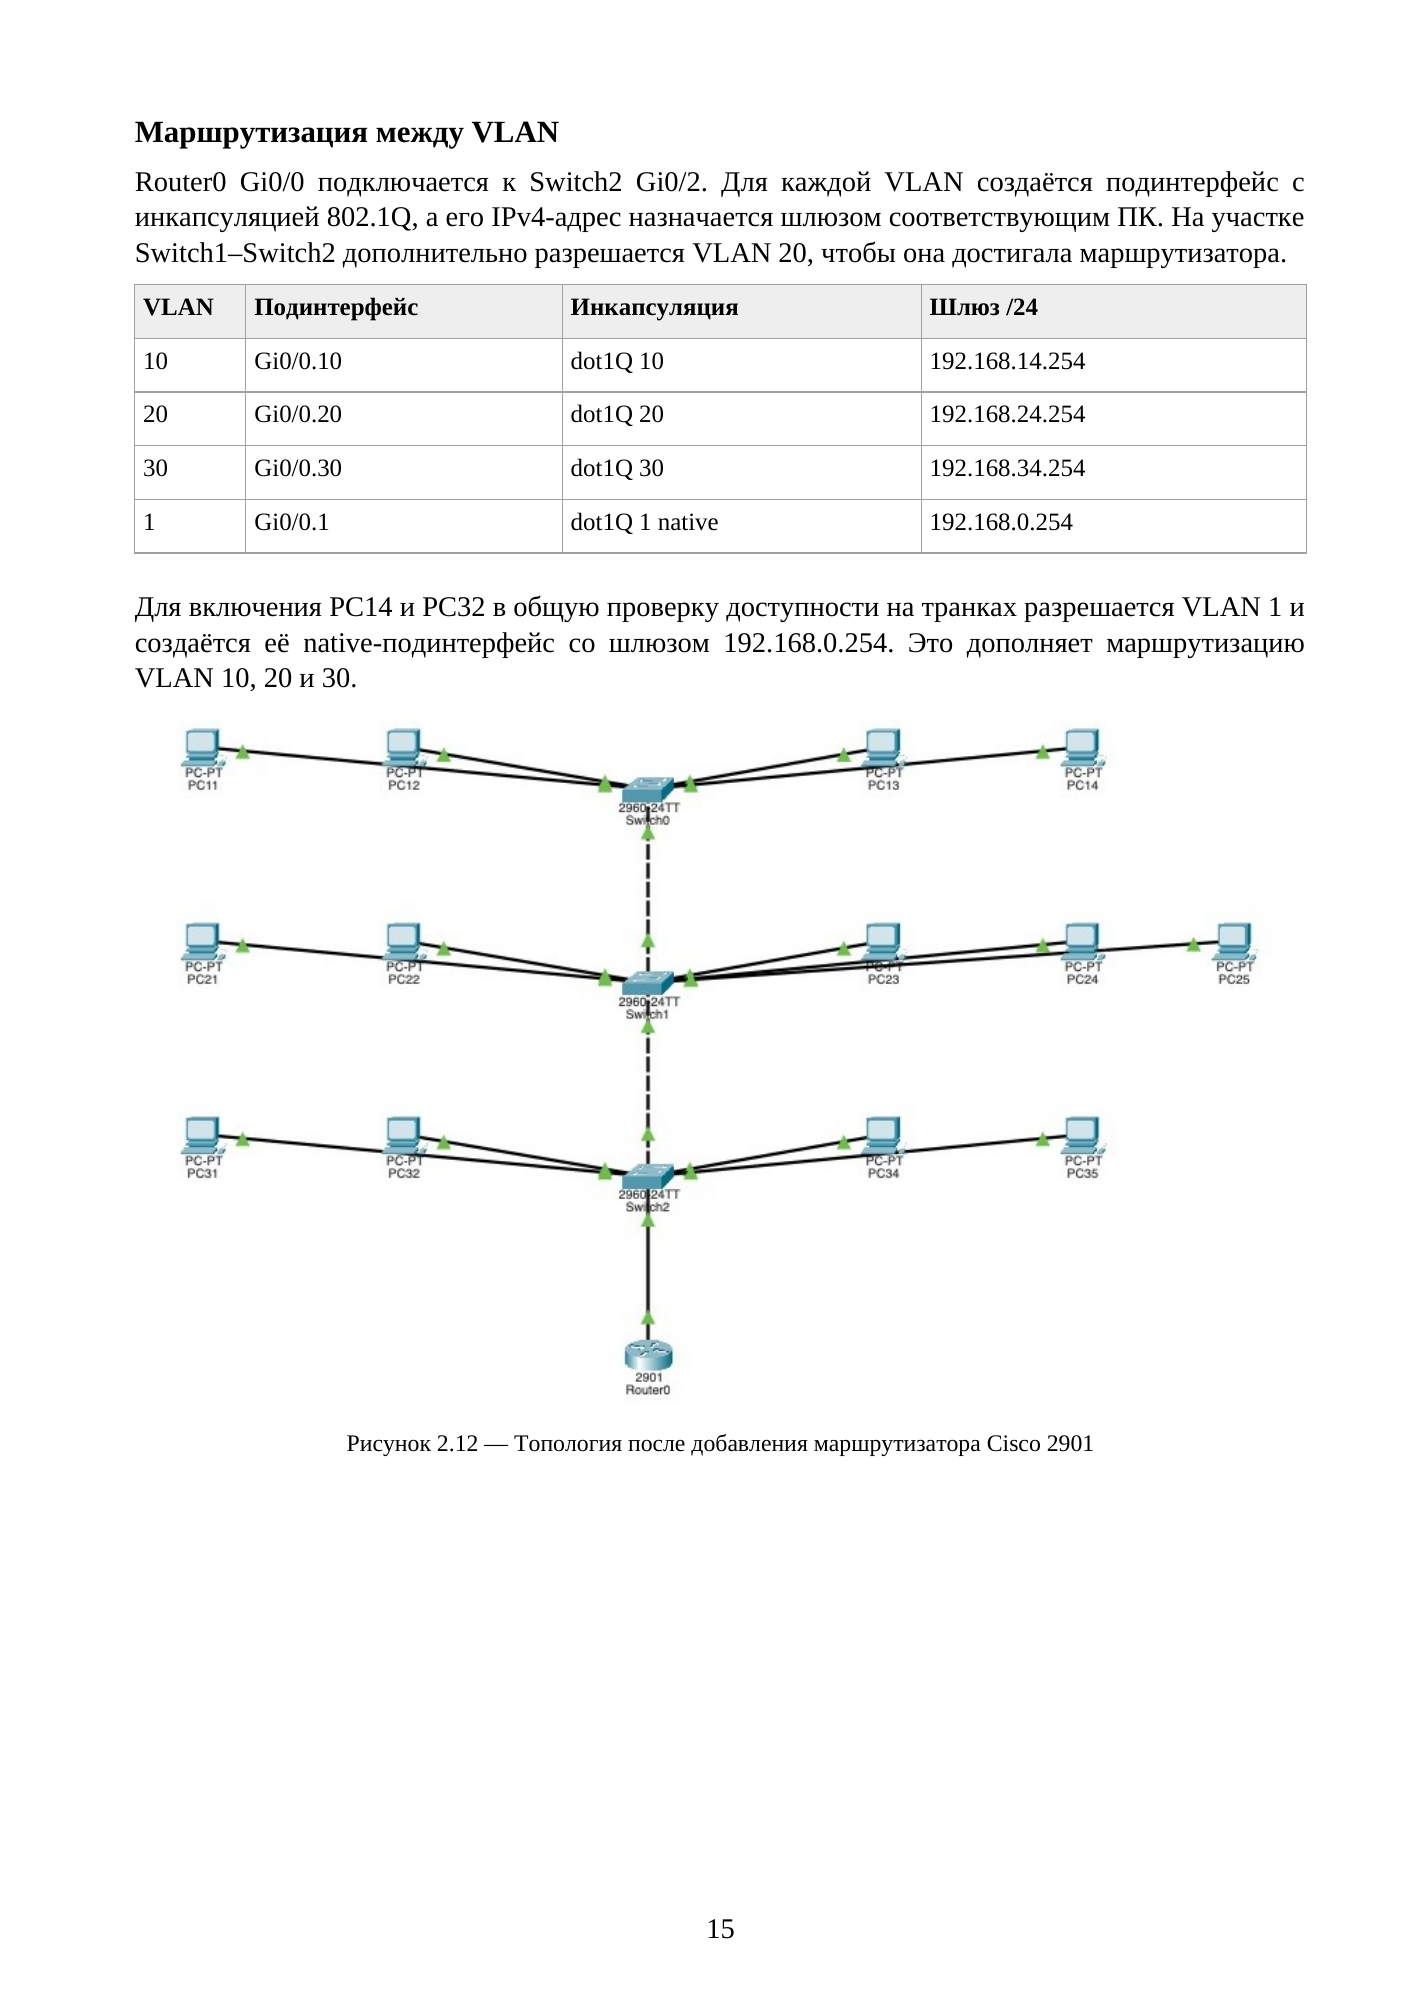 Маршрутизация между VLAN
Router0 Gi0/0 подключается к Switch2 Gi0/2. Для каждой VLAN создаётся подинтерфейс с
инкапсуляцией 802.1Q, а его IPv4-адрес назначается шлюзом соответствующим ПК. На участке
Switch1–Switch2 дополнительно разрешается VLAN 20, чтобы она достигала маршрутизатора.
VLAN Подинтерфейс Инкапсуляция Шлюз /24
10 Gi0/0.10 dot1Q 10 192.168.14.254
20 Gi0/0.20 dot1Q 20 192.168.24.254
30 Gi0/0.30 dot1Q 30 192.168.34.254
1 Gi0/0.1 dot1Q 1 native 192.168.0.254
Для включения PC14 и PC32 в общую проверку доступности на транках разрешается VLAN 1 и
создаётся её native-подинтерфейс со шлюзом 192.168.0.254. Это дополняет маршрутизацию
VLAN 10, 20 и 30.
PC-PT PC-PT PC-PT PC-PT
PC11 PC12 PC13 PC14
2960-24TT
Switch0
PC-PT PC-PT PC-PT PC-PT PC-PT
PC21 PC22 PC23 PC24 PC25
2960-24TT
Switch1
PC-PT PC-PT PC-PT PC-PT
PC31 PC32 PC34 PC35
2960-24TT
Switch2
2901
Router0
Рисунок 2.12 — Топология после добавления маршрутизатора Cisco 2901
15